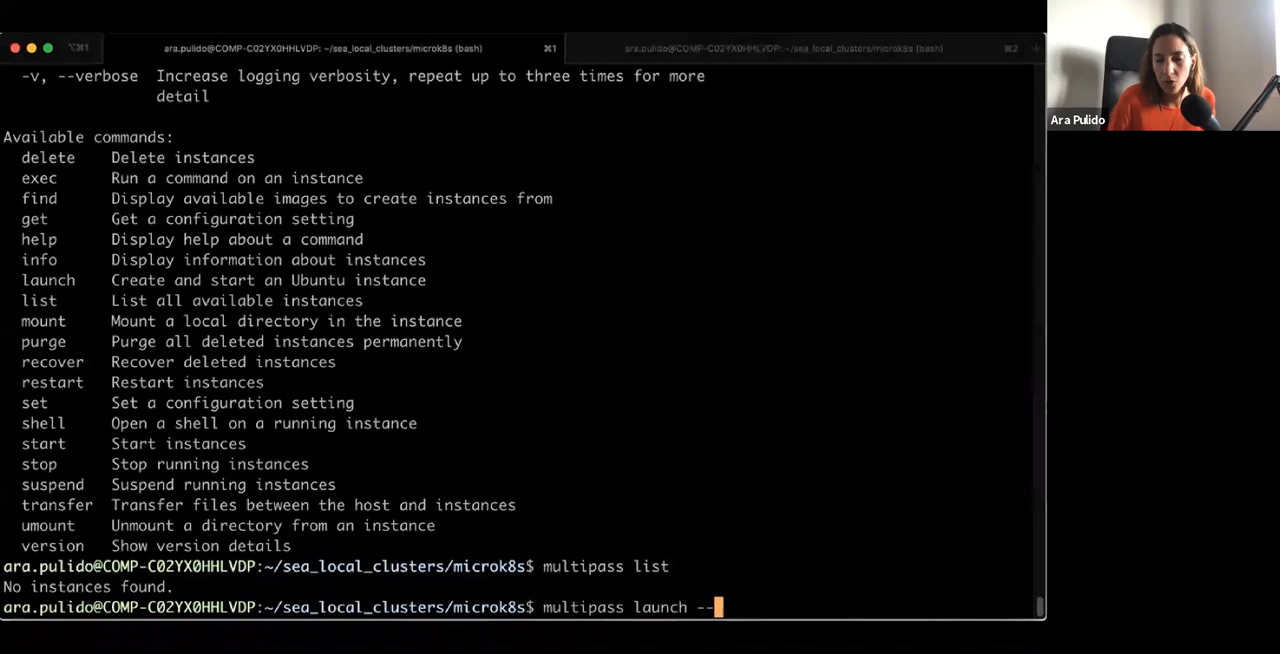 ⌥⌘1
ara.pulido@COMP-C02YX0HHLVDP: ~/sea_local_clusters/microk8s (bash)
⌘1
ara.pulido@COMP-C02YX0HHLVDP: ~/sea_local_clusters/microk8s (bash)
⌘2
Ara Pulido
-v, --verbose  Increase logging verbosity, repeat up to three times for more
detail
Available commands:
delete    Delete instances
exec      Run a command on an instance
find      Display available images to create instances from
get       Get a configuration setting
help      Display help about a command
info      Display information about instances
launch    Create and start an Ubuntu instance
list      List all available instances
mount     Mount a local directory in the instance
purge     Purge all deleted instances permanently
recover   Recover deleted instances
restart   Restart instances
set       Set a configuration setting
shell     Open a shell on a running instance
start     Start instances
stop      Stop running instances
suspend   Suspend running instances
transfer  Transfer files between the host and instances
umount    Unmount a directory from an instance
version   Show version details
ara.pulido@COMP-C02YX0HHLVDP:~/sea_local_clusters/microk8s$ multipass list
No instances found.
ara.pulido@COMP-C02YX0HHLVDP:~/sea_local_clusters/microk8s$ multipass launch --